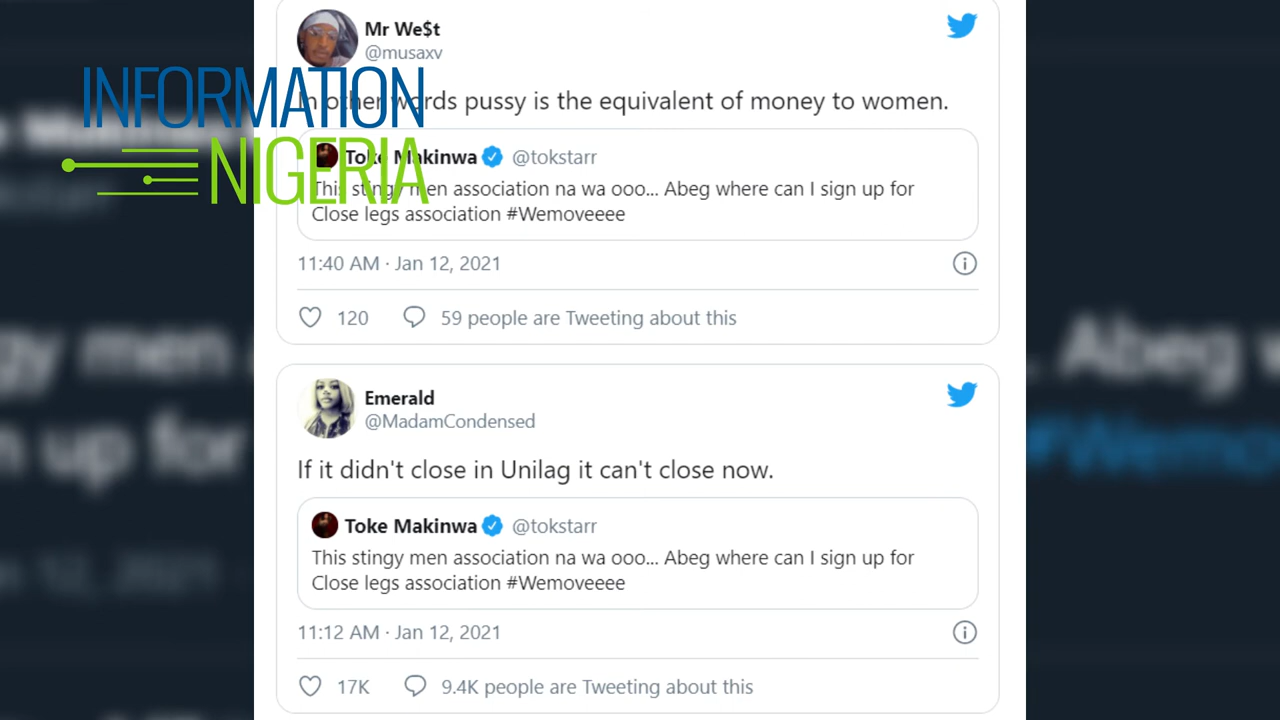 Mr We$t
@musaxv
In other words pussy is the equivalent of money to women.
Toke Makinwa @tokstarr
This stingy men association na wa ooo... Abeg where can I sign up for
Close legs association #Wemoveeee
11:40 AM · Jan 12, 2021
120 59 people are Tweeting about this
INFORMATION
NIGERIA
Emerald
@MadamCondensed
If it didn't close in Unilag it can't close now.
Toke Makinwa @tokstarr
This stingy men association na wa ooo... Abeg where can I sign up for
Close legs association #Wemoveeee
11:12 AM · Jan 12, 2021
17K 9.4K people are Tweeting about this